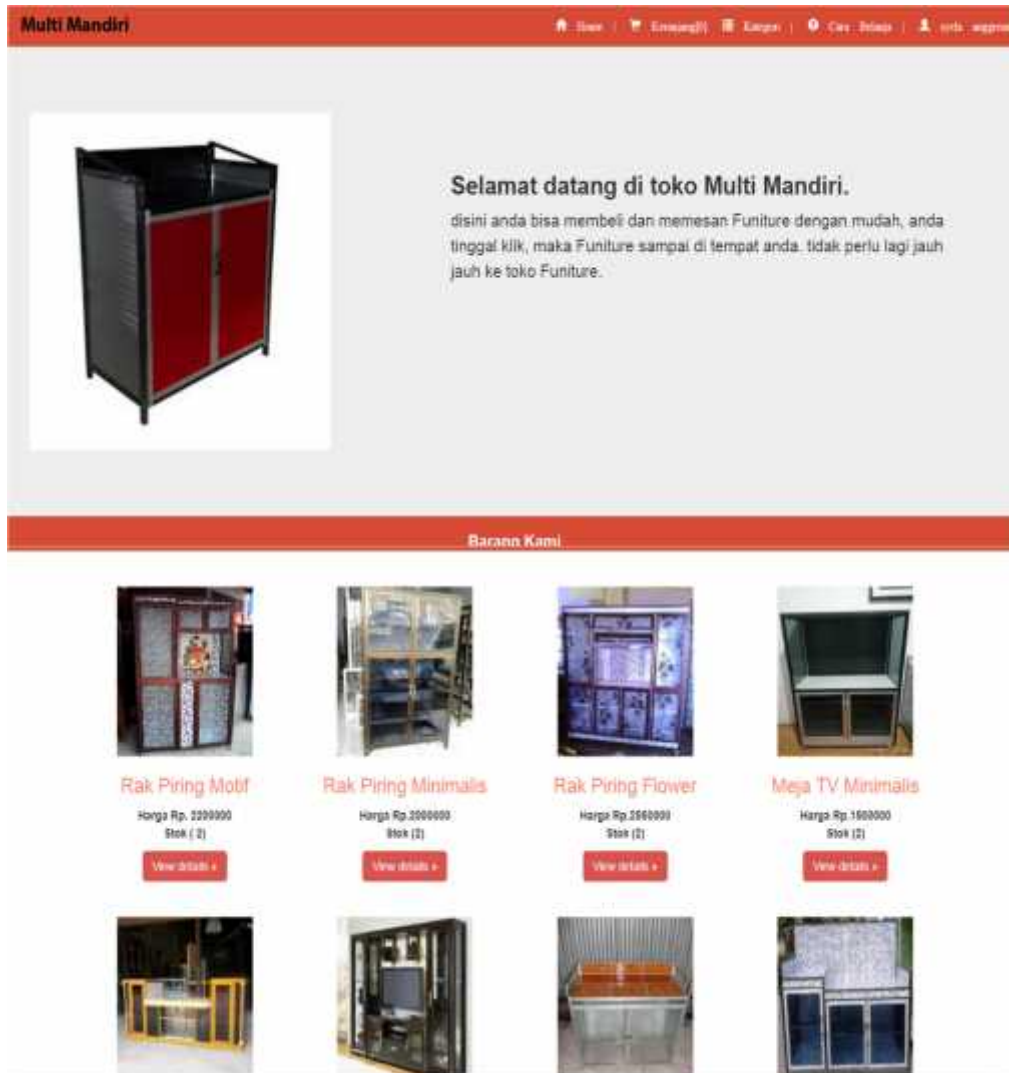 Multi Mandiri
Home | Keranjang[0] Kategori | Cara Belanja |
Selamat datang di toko Multi Mandiri.
disini anda bisa membeli dan memesan Funiture dengan mudah, anda
tinggal klik, maka Funiture sampai di tempat anda. tidak perlu lagi jauh
jauh ke toko Funiture.
Barang Kami
Rak Piring Motif
Rak Piring Minimalis
Rak Piring Flower
Meja TV Minimalis
Harga Rp. 2200000
Harga Rp.2000000
Harga Rp.
Harga Rp.1500000
Stok ( 2)
Stok (2)
Stok (2)
Stok (2)
View details »
View details »
View details »
View details »